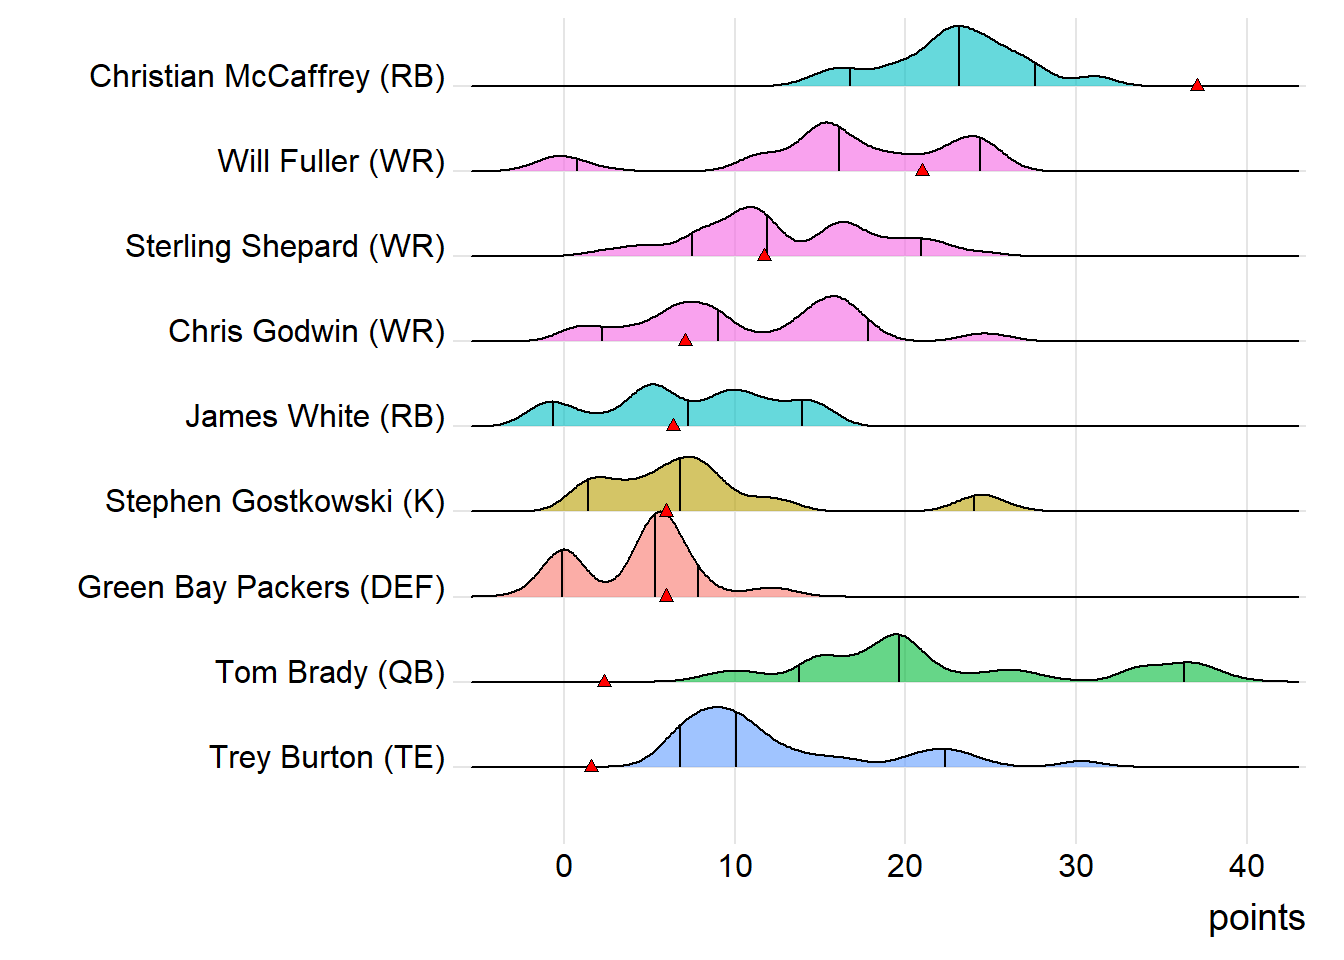 Christian McCaffrey (RB)
Will Fuller (WR)
Sterling Shepard (WR)
Chris Godwin (WR)
James White (RB)
Stephen Gostkowski (K)
Green Bay Packers (DEF)
Tom Brady (QB)
Trey Burton (TE)
0 10 20 30 40
points